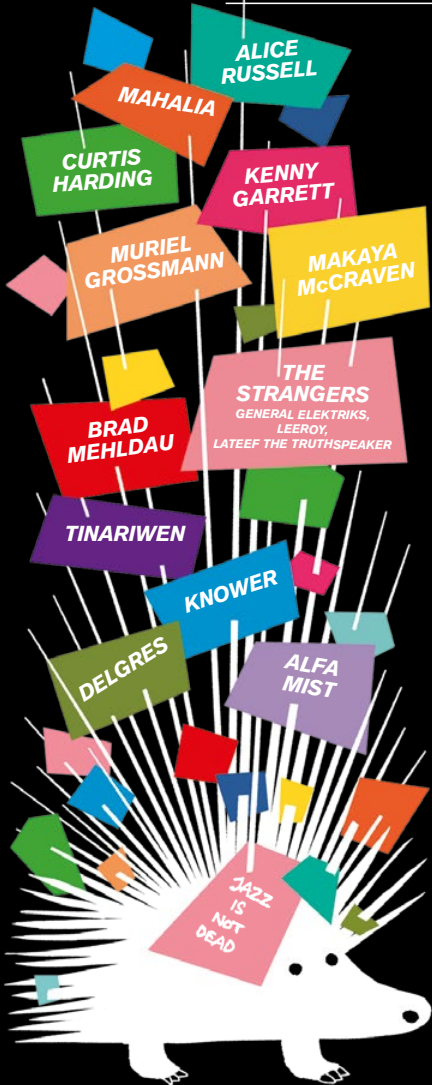 ALICE
RUSSELL
MAHALIA
CURTIS
HARDING
KENNY
GARRETT
MURIEL
GROSSMANN
MAKAYA
McCRAVEN
THE
STRANGERS
GENERAL ELEKTRIKS,
LEEROY,
LATEEF THE TRUTHSPEAKER
BRAD
MEHLDAU
TINARIWEN
KNOWER
DELGRES
ALFA
MIST
JAZZ
IS
NOT
DEAD